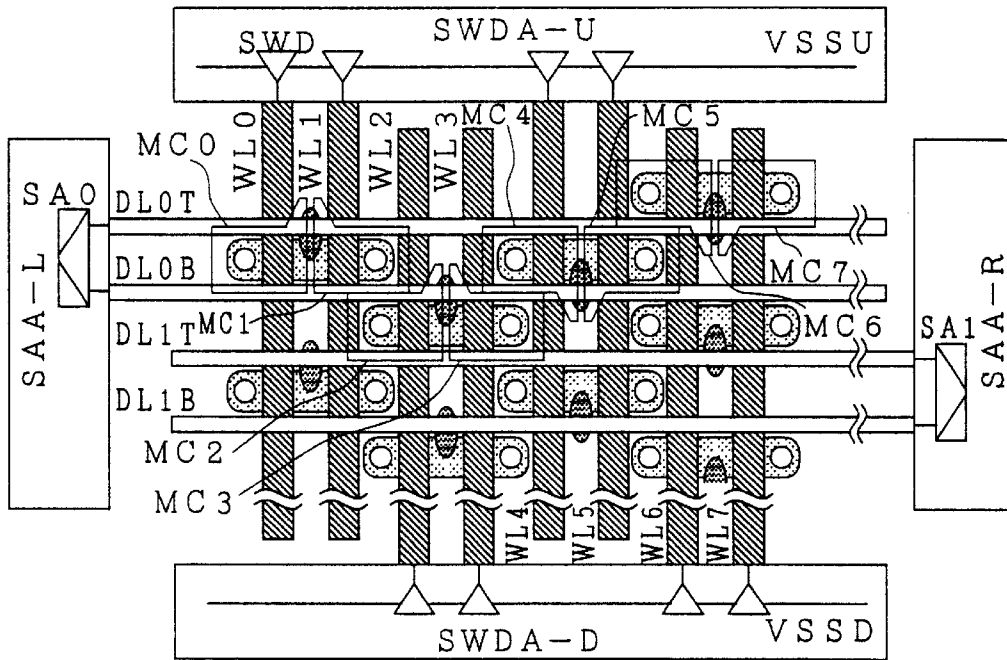 SWDA-U
SWD
VSSU
MC4
MC5
MC0
WL0
WL1
WL2
WL3
SA0
DL0T
DL0B
MC7
MC1
MC6
SAA-L
DL1T
SA1
SAA-R
DL1B
MC2
MC3
WL4
WL5
WL6
WL7
VSSD
SWDA-D